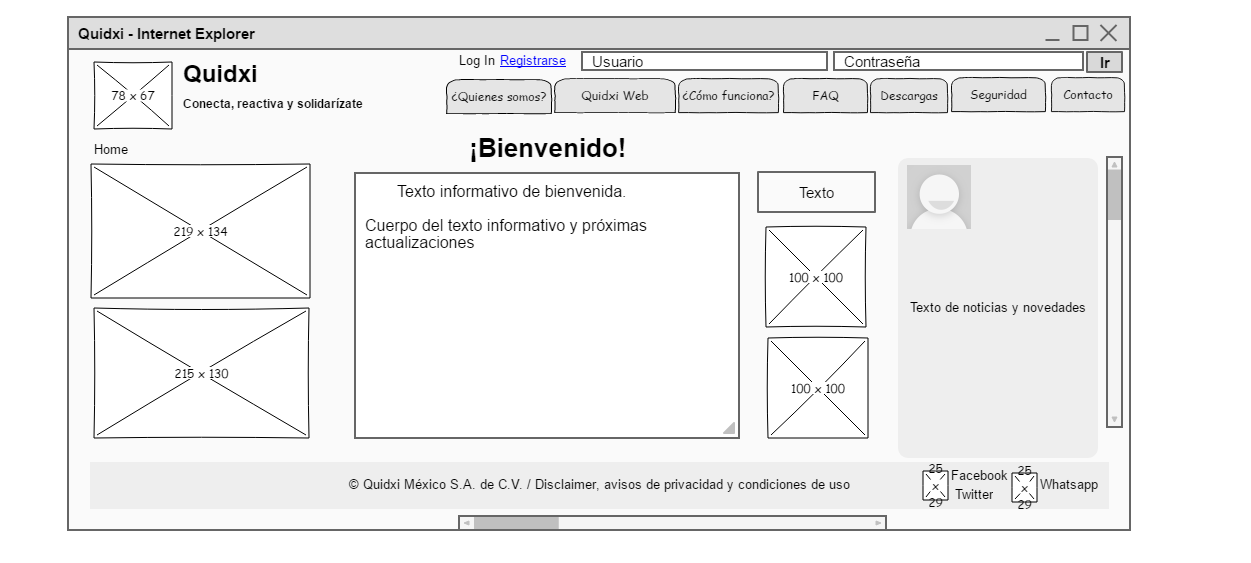 Quidxi - Internet Explorer
Log In Registrarse Usuario Contraseña Ir
Quidxi
78 x 67
Conecta, reactiva y solidarízate
¿Quienes somos? Quidxi Web ¿Cómo funciona? FAQ Descargas Seguridad Contacto
Home
¡Bienvenido!
219 x 134
215 x 130
Texto informativo de bienvenida.
Cuerpo del texto informativo y próximas
actualizaciones
Texto
100 x 100
100 x 100
Texto de noticias y novedades
© Quidxi México S.A. de C.V. / Disclaimer, avisos de privacidad y condiciones de uso
25 x 29
Facebook
Twitter
25 x 29
Whatsapp